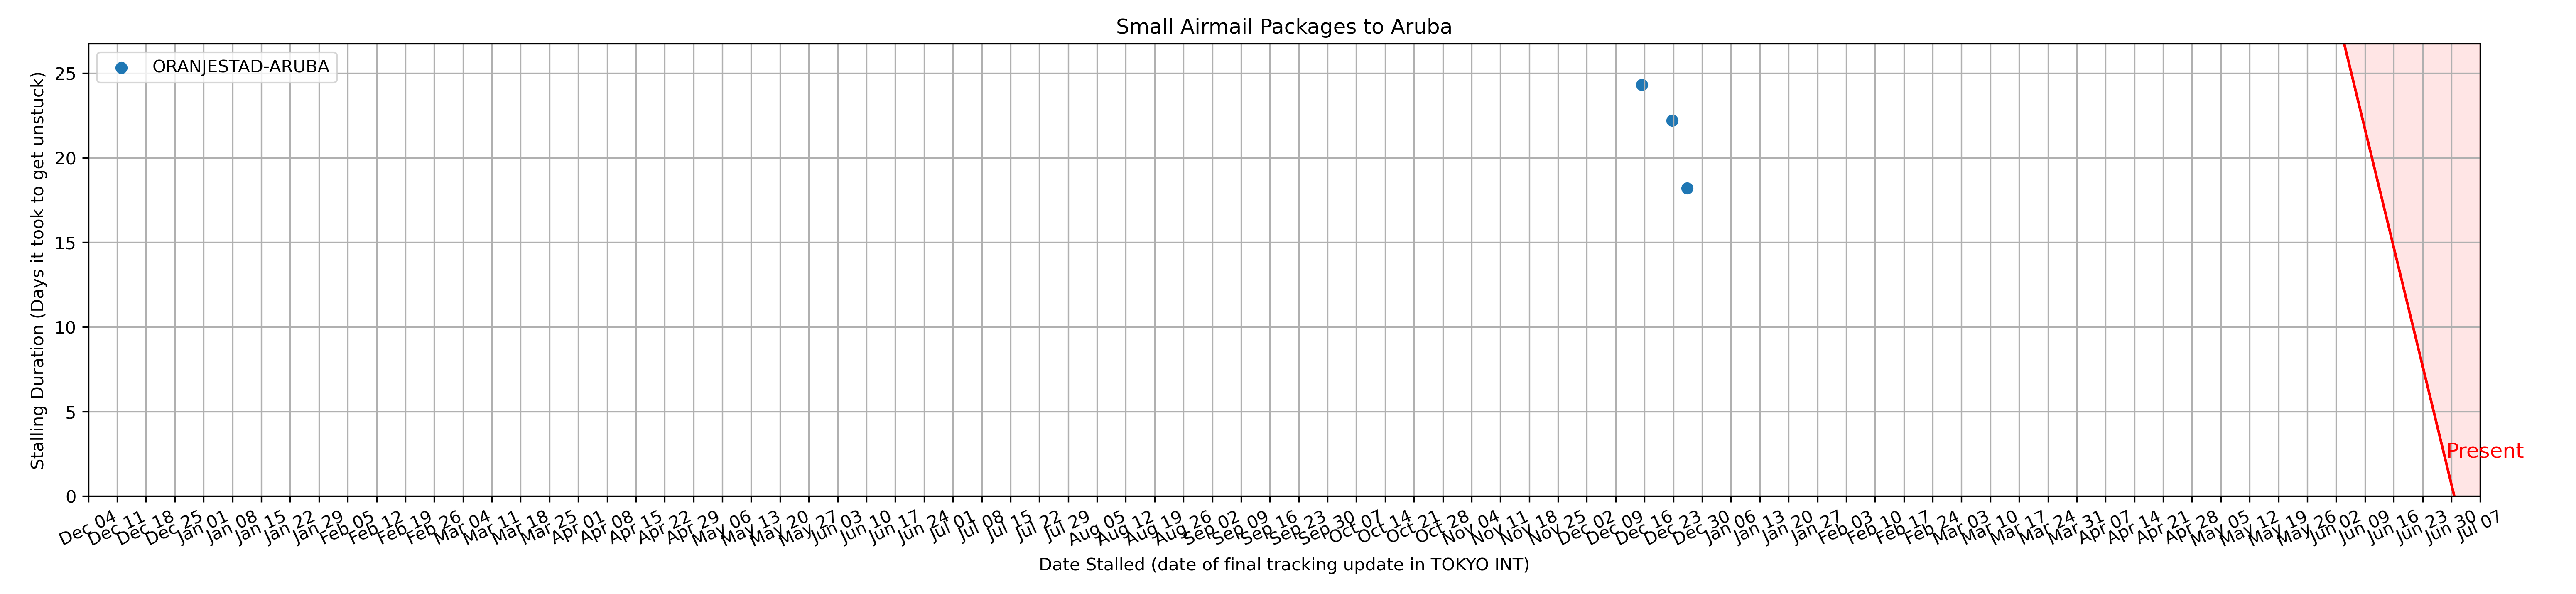 Small Airmail Packages to Aruba
ORANJESTAD-ARUBA
Stalling Duration (Days it took to get unstuck)
25
20
15
10
5
0
Present
Dec 04
Dec 11
Dec 18
Dec 25
Jan 01
Jan 08
Jan 15
Jan 22
Jan 29
Feb 05
Feb 12
Feb 19
Feb 26
Mar 04
Mar 11
Mar 18
Mar 25
Apr 01
Apr 08
Apr 15
Apr 22
Apr 29
May 06
May 13
May 20
May 27
Jun 03
Jun 10
Jun 17
Jun 24
Jul 01
Jul 08
Jul 15
Jul 22
Jul 29
Aug 05
Aug 12
Aug 19
Aug 26
Sep 02
Sep 09
Sep 16
Sep 23
Sep 30
Oct 07
Oct 14
Oct 21
Oct 28
Nov 04
Nov 11
Nov 18
Nov 25
Dec 02
Dec 09
Dec 16
Dec 23
Dec 30
Jan 06
Jan 13
Jan 20
Jan 27
Feb 03
Feb 10
Feb 17
Feb 24
Mar 03
Mar 10
Mar 17
Mar 24
Mar 31
Apr 07
Apr 14
Apr 21
Apr 28
May 05
May 12
May 19
May 26
Jun 02
Jun 09
Jun 16
Jun 23
Jun 30
Jul 07
Date Stalled (date of final tracking update in TOKYO INT)